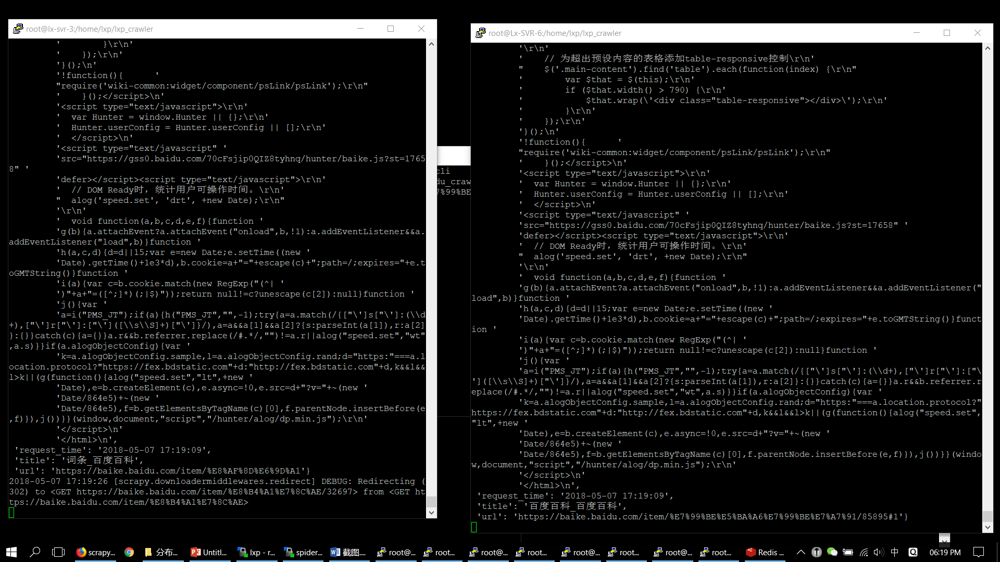 root@lx-svr-3:/home/lxp/lxp_crawler
'        }\r\n'
'    });\r\n'
'}();\n'
'!function(){      '
"require('wiki-common:widget/component/psLink/psLink');\r\n"
'    }();</script>\n'
'<script type="text/javascript">\r\n'
'  var Hunter = window.Hunter || {};\r\n'
'  Hunter.userConfig = Hunter.userConfig || [];\r\n'
'  </script>\n'
'<script type="text/javascript" '
'src="https://gss0.baidu.com/70cFsjip0QIZ8tyhnq/hunter/baike.js?st=1765
8" '
'defer></script><script type="text/javascript">\r\n'
'  // DOM Ready时，统计用户可操作时间。\r\n'
"  alog('speed.set', 'drt', +new Date);\r\n"
'\r\n'
'  void function(a,b,c,d,e,f){function '
'g(b){a.attachEvent?a.attachEvent("onload",b,!1):a.addEventListener&&a.
addEventListener("load",b)}function '
'h(a,c,d){d=d||15;var e=new Date;e.setTime((new '
'Date).getTime()+1e3*d),b.cookie=a+"="+escape(c)+";path=/;expires="+e.t
oGMTString()}function '
'i(a){var c=b.cookie.match(new RegExp("(^| '
')"+a+"=([^;]*)(;|$)"));return null!=c?unescape(c[2]):null}function '
'j(){var '
'a=i("PMS_JT");if(a){h("PMS_JT","",-1);try{a=a.match(/{["\']s["\']:(\\d
+),["\']r["\']:["\']([\\s\\S]+)["\']}/),a=a&&a[1]&&a[2]?{s:parseInt(a[1]),r:a[2]
}:{}}catch(c){a={}}a.r&&b.referrer.replace(/#.*/,"")!=a.r||alog("speed.set","wt"
,a.s)}}if(a.alogObjectConfig){var '
'k=a.alogObjectConfig.sample,l=a.alogObjectConfig.rand;d="https:"===a.l
ocation.protocol?"https://fex.bdstatic.com"+d:"http://fex.bdstatic.com"+d,k&&l&&
l>k||(g(function(){alog("speed.set","lt",+new '
'Date),e=b.createElement(c),e.async=!0,e.src=d+"?v="+~(new '
'Date/864e5)+~(new '
'Date/864e5),f=b.getElementsByTagName(c)[0],f.parentNode.insertBefore(e
,f)}),j())}}(window,document,"script","/hunter/alog/dp.min.js");\r\n'
'</script>\n'
'</html>\n',
'request_time': '2018-05-07 17:19:09',
'title': '词条_百度百科',
'url': 'https://baike.baidu.com/item/%E8%AF%8D%E6%9D%A1'}
2018-05-07 17:19:26 [scrapy.downloadermiddlewares.redirect] DEBUG: Redirecting (
302) to <GET https://baike.baidu.com/item/%E8%B4%A1%E7%8C%AE/32697> from <GET ht
tps://baike.baidu.com/item/%E8%B4%A1%E7%8C%AE>
cli
du_craw
7%99%BE
root@Lx-SVR-6:/home/lxp/lxp_crawler
'\r\n'
'    // 为超出预设内容的表格添加table-responsive控制\r\n'
"    $('.main-content').find('table').each(function(index) {\r\n"
'        var $that = $(this);\r\n'
'        if ($that.width() > 790) {\r\n'
'            $that.wrap(\'<div class="table-responsive"></div>\');\r\n'
'        }\r\n'
'    });\r\n'
'}();\n'
'!function(){      '
"require('wiki-common:widget/component/psLink/psLink');\r\n"
'    }();</script>\n'
'<script type="text/javascript">\r\n'
'  var Hunter = window.Hunter || {};\r\n'
'  Hunter.userConfig = Hunter.userConfig || [];\r\n'
'  </script>\n'
'<script type="text/javascript" '
'src="https://gss0.baidu.com/70cFsjip0QIZ8tyhnq/hunter/baike.js?st=17658" '
'defer></script><script type="text/javascript">\r\n'
'  // DOM Ready时，统计用户可操作时间。\r\n'
"  alog('speed.set', 'drt', +new Date);\r\n"
'\r\n'
'  void function(a,b,c,d,e,f){function '
'g(b){a.attachEvent?a.attachEvent("onload",b,!1):a.addEventListener&&a.addEventListener("
load",b)}function '
'h(a,c,d){d=d||15;var e=new Date;e.setTime((new '
'Date).getTime()+1e3*d),b.cookie=a+"="+escape(c)+";path=/;expires="+e.toGMTString()}funct
ion '
'i(a){var c=b.cookie.match(new RegExp("(^| '
')"+a+"=([^;]*)(;|$)"));return null!=c?unescape(c[2]):null}function '
'j(){var '
'a=i("PMS_JT");if(a){h("PMS_JT","",-1);try{a=a.match(/{["\']s["\']:(\\d+),["\']r["\']:["\
']([\\s\\S]+)["\']}/),a=a&&a[1]&&a[2]?{s:parseInt(a[1]),r:a[2]}:{}}catch(c){a={}}a.r&&b.referrer.r
eplace(/#.*/,"")!=a.r||alog("speed.set","wt",a.s)}}if(a.alogObjectConfig){var '
'k=a.alogObjectConfig.sample,l=a.alogObjectConfig.rand;d="https:"===a.location.protocol?"
https://fex.bdstatic.com"+d:"http://fex.bdstatic.com"+d,k&&l&&l>k||(g(function(){alog("speed.set",
"lt",+new '
'Date),e=b.createElement(c),e.async=!0,e.src=d+"?v="+~(new '
'Date/864e5)+~(new '
'Date/864e5),f=b.getElementsByTagName(c)[0],f.parentNode.insertBefore(e,f)}),j())}}(windo
w,document,"script","/hunter/alog/dp.min.js");\r\n'
'</script>\n'
'</html>\n',
'request_time': '2018-05-07 17:19:09',
'title': '百度百科_百度百科',
'url': 'https://baike.baidu.com/item/%E7%99%BE%E5%BA%A6%E7%99%BE%E7%A7%91/85895#1'}
scrapy... 分布... Untitl... lxp - r... spider... 截图... root@... root... root@... root... root@... root... root@... root... Redis ... 中 06:19 PM